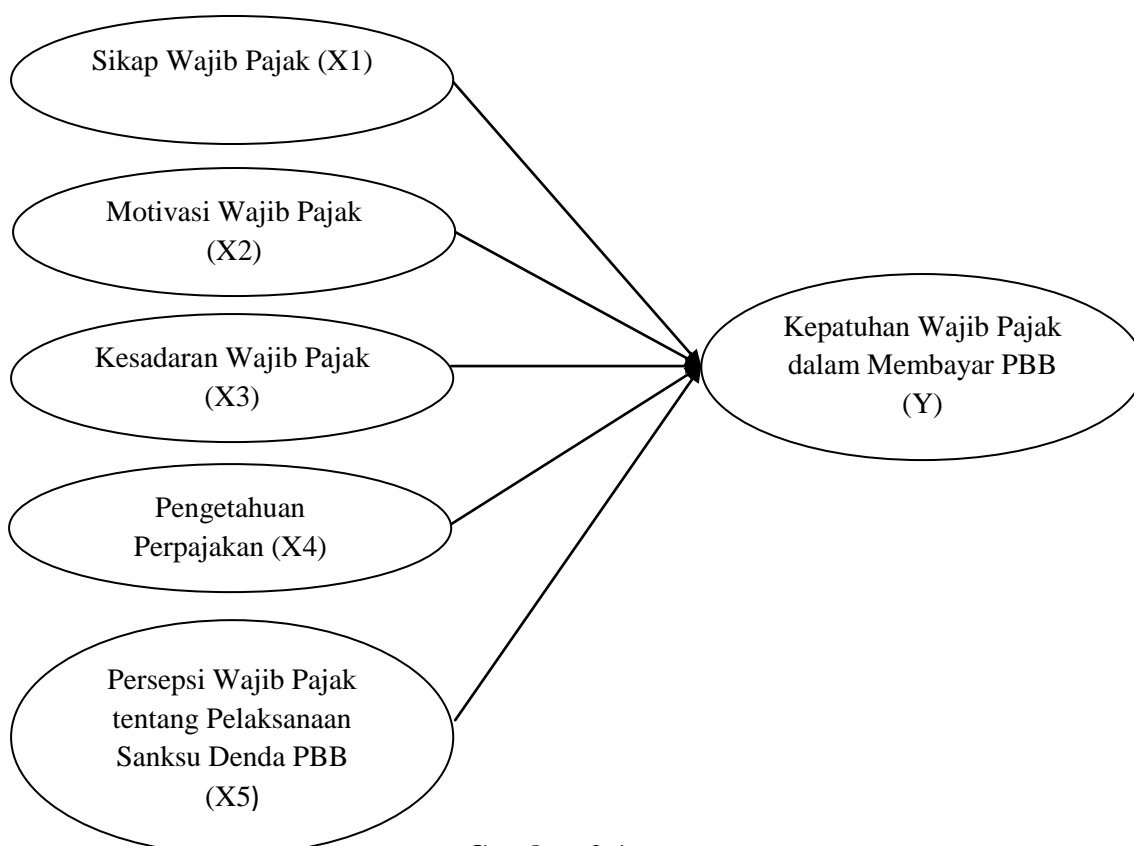 Sikap Wajib Pajak (X1)
Motivasi Wajib Pajak
(X2)
Kesadaran Wajib Pajak
(X3)
Pengetahuan
Perpajakan (X4)
Persepsi Wajib Pajak
tentang Pelaksanaan
Sanksu Denda PBB
(X5)
Kepatuhan Wajib Pajak
dalam Membayar PBB
(Y)